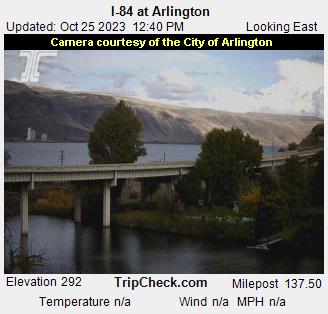 I-84 at Arlington
Updated: Oct 25 2023 12:40 PM Looking East
Camera courtesy of the City of Arlington
Elevation 292 TripCheck.com Milepost 137.50
Temperature n/a Wind n/a MPH n/a